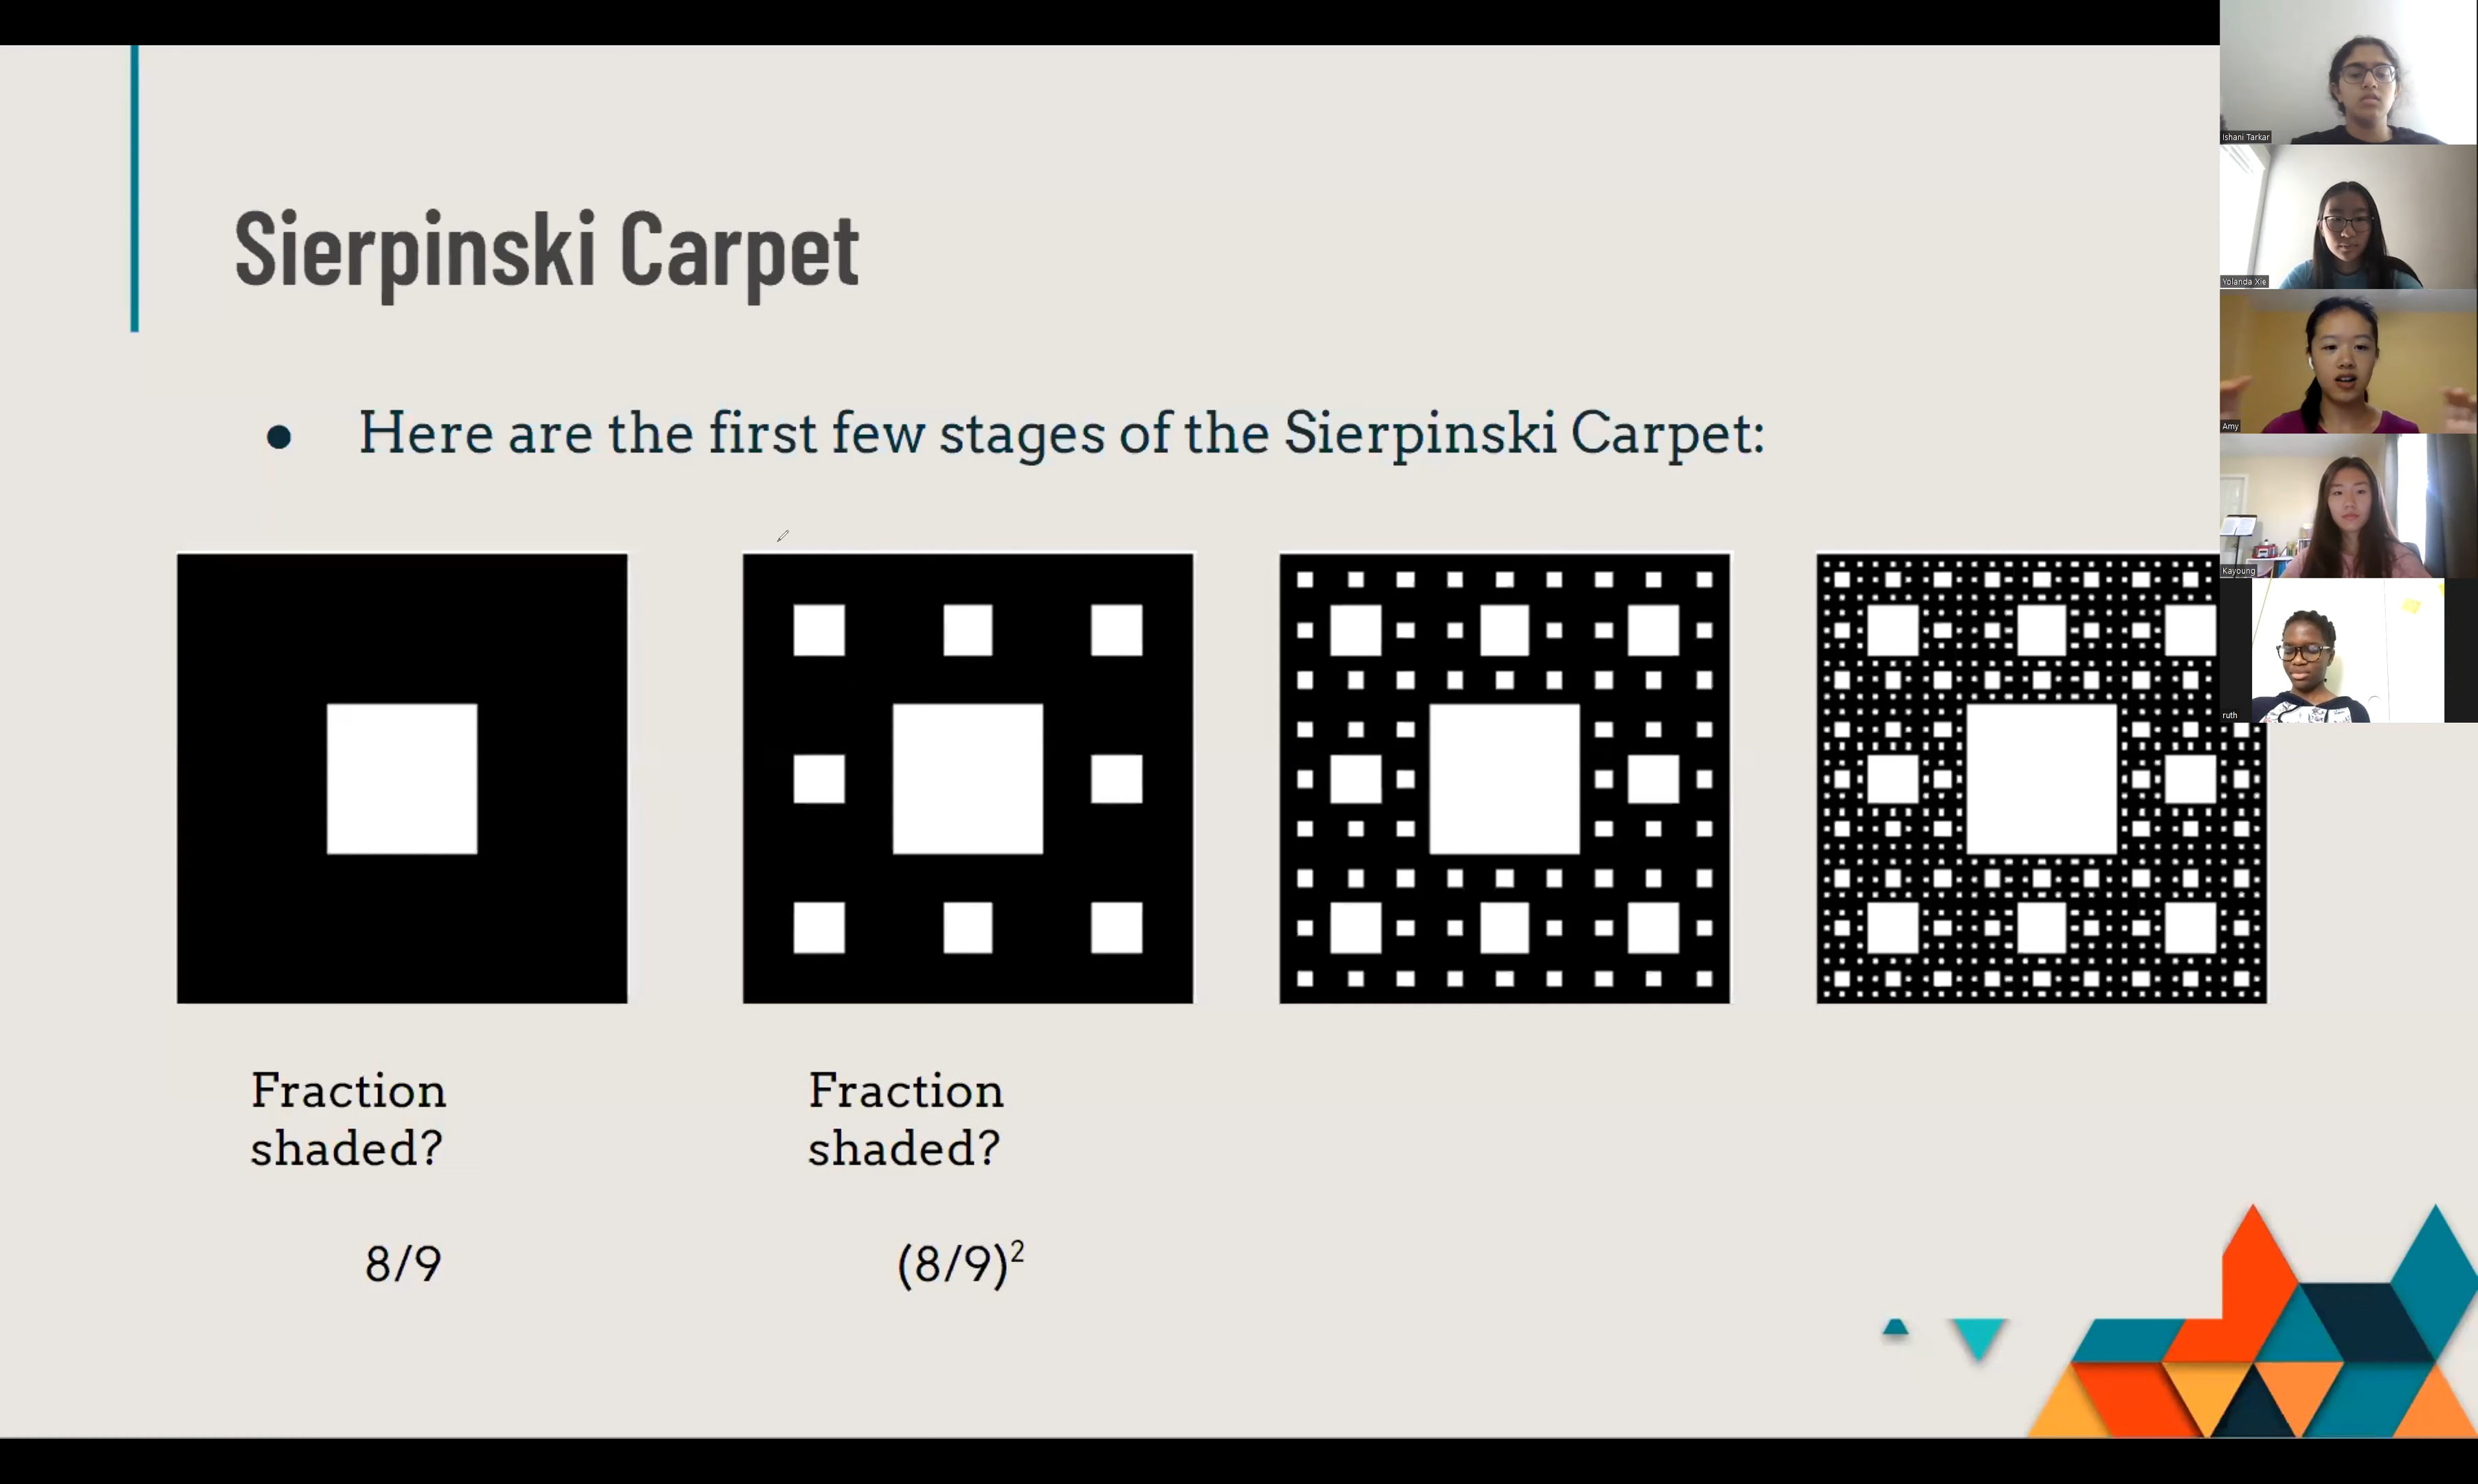 Sierpinski Carpet
● Here are the first few stages of the Sierpinski Carpet:
Fraction
shaded?
8/9
Fraction
shaded?
(8/9)²
Ishani Tarkar
Yolanda Xie
Amy
Kayoung
ruth